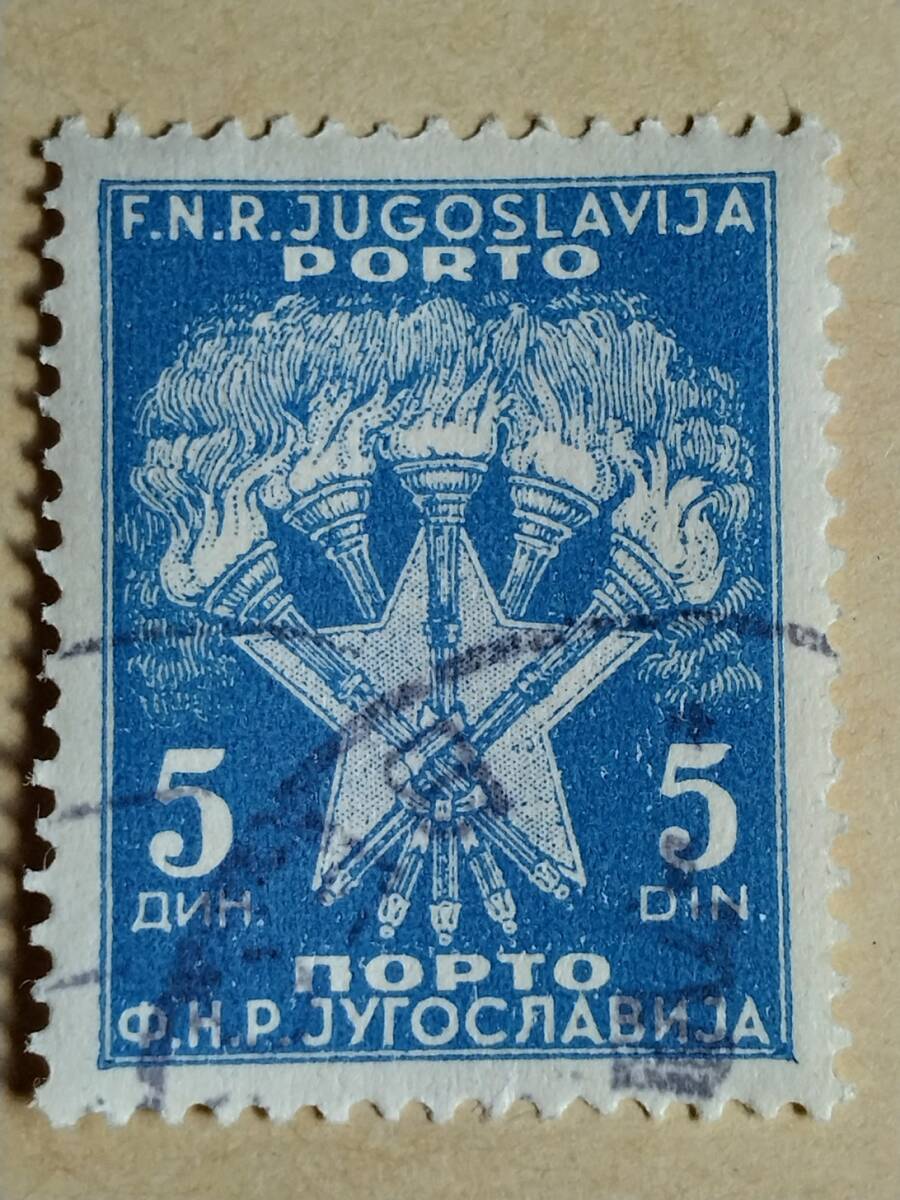 F.N.R. JUGOSLAVIJA
PORTO
5 5
ДИН. DIN
ПОРТО
Ф.Н.Р. ЈУГОСЛАВИЈА